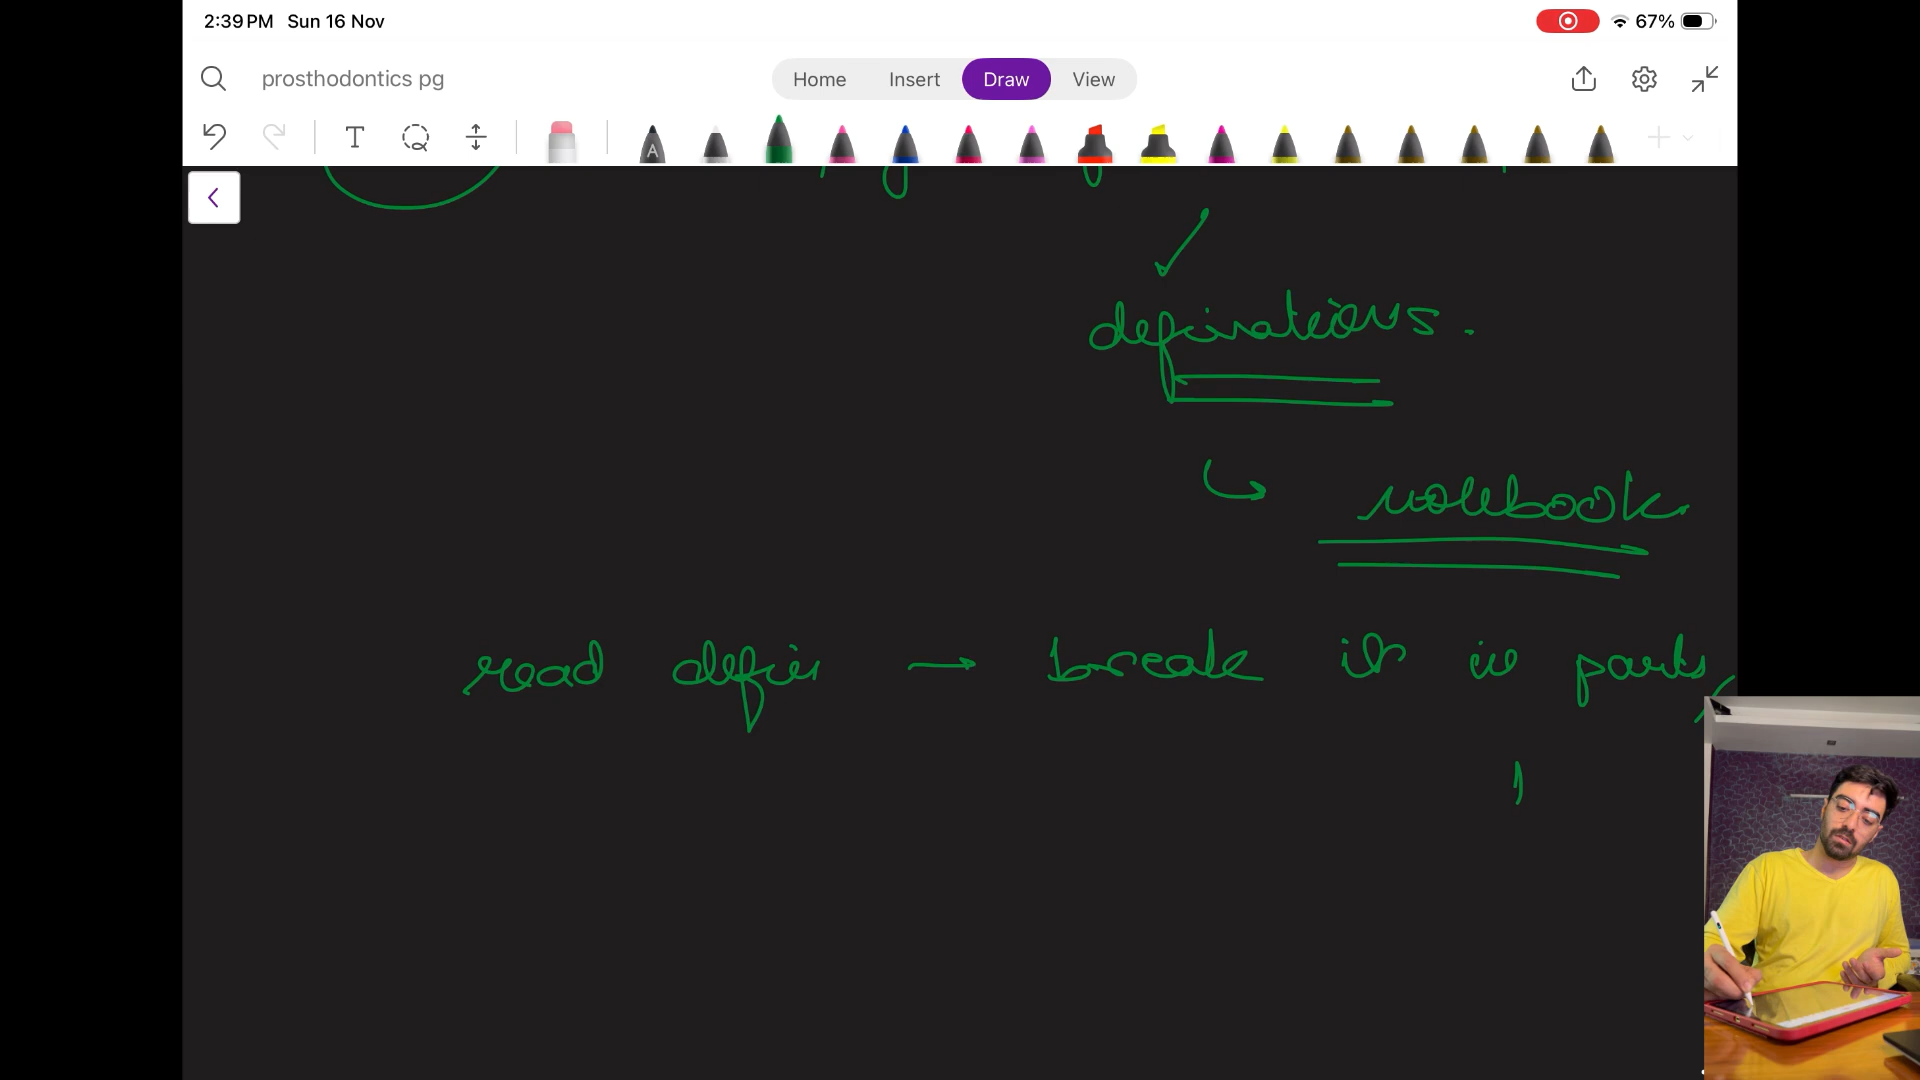 2:39 PM Sun 16 Nov 67%
prosthodontics pg Home Insert Draw View
T A
definations.
notebook.
read defin → break it in parts